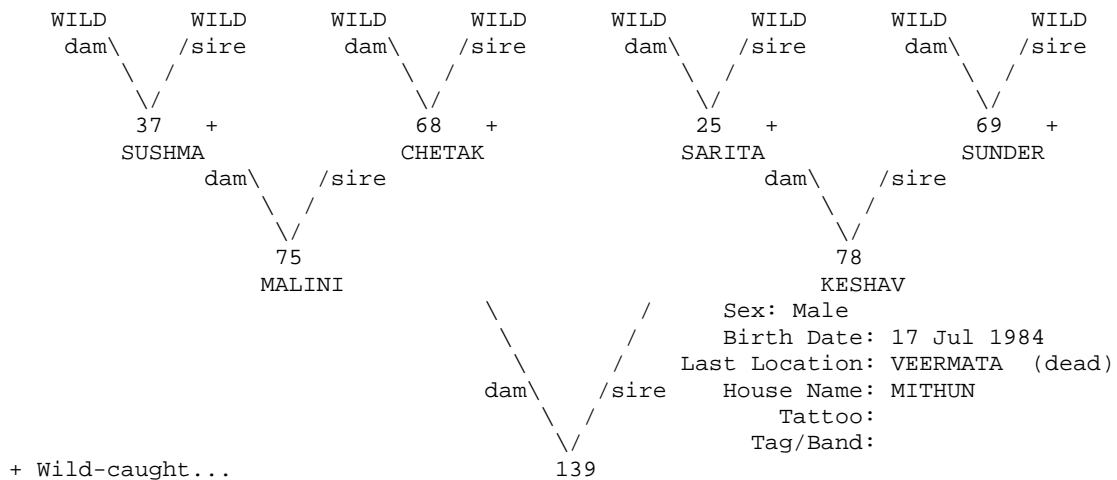 WILD WILD WILD WILD WILD WILD WILD WILD
dam\ /sire dam\ /sire dam\ /sire dam\ /sire
\ / \ / \ / \ /
\ / \ / \ / \ /
\/ \/ \/ \/
37 + 68 + 25 + 69 +
SUSHMA CHETAK SARITA SUNDER
dam\ /sire dam\ /sire
\ / \ /
\ / \ /
\/ \/
75 78
MALINI KESHAV
\ / Sex: Male
\ / Birth Date: 17 Jul 1984
\ / Last Location: VEERMATA (dead)
dam\ /sire House Name: MITHUN
\ / Tattoo:
\/ Tag/Band:
+ Wild-caught... 139